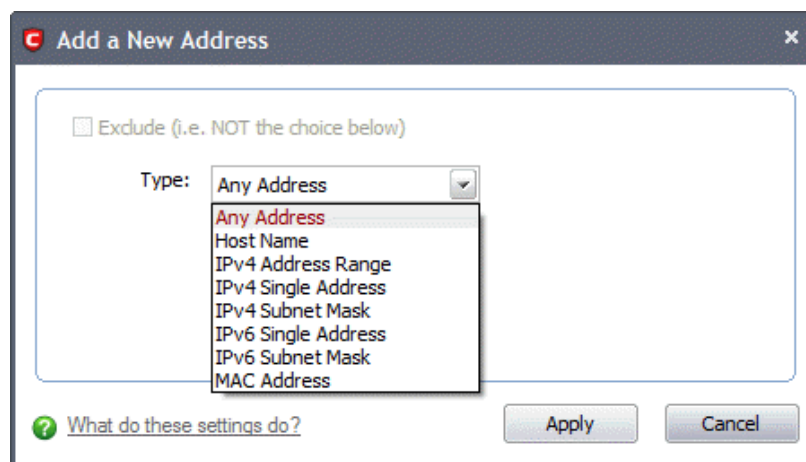 Add a New Address
Exclude (i.e. NOT the choice below)
Type: Any Address
Any Address
Host Name
IPv4 Address Range
IPv4 Single Address
IPv4 Subnet Mask
IPv6 Single Address
IPv6 Subnet Mask
MAC Address
What do these settings do? Apply Cancel